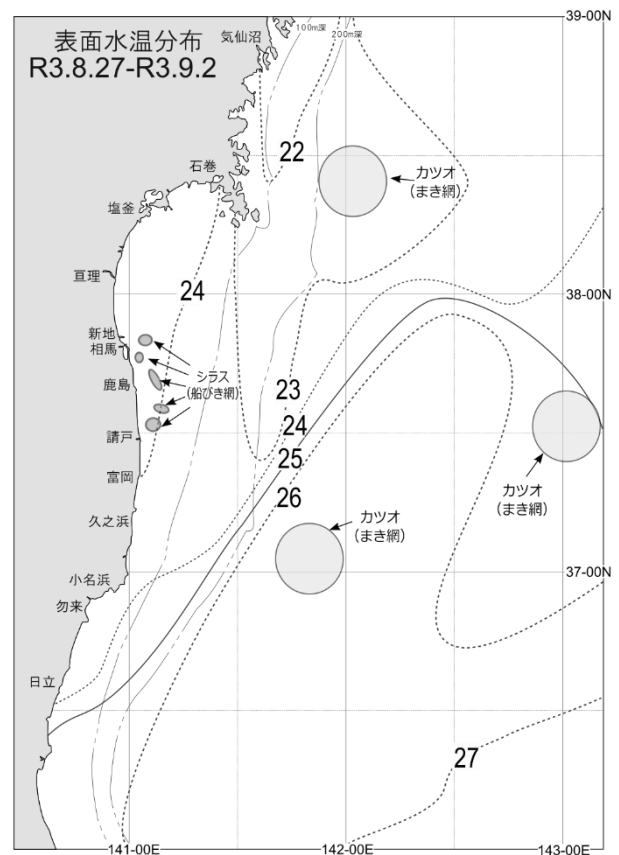 表面水温分布
R3.8.27-R3.9.2
39-00N
100m深
200m深
気仙沼
22
石巻
カツオ
(まき網)
塩釜
亘理
24
38-00N
新地
相馬
シラス
(船びき網)
鹿島
23
24
請戸
25
富岡
26
カツオ
(まき網)
久之浜
カツオ
(まき網)
37-00N
小名浜
勿来
日立
27
141-00E
142-00E
143-00E